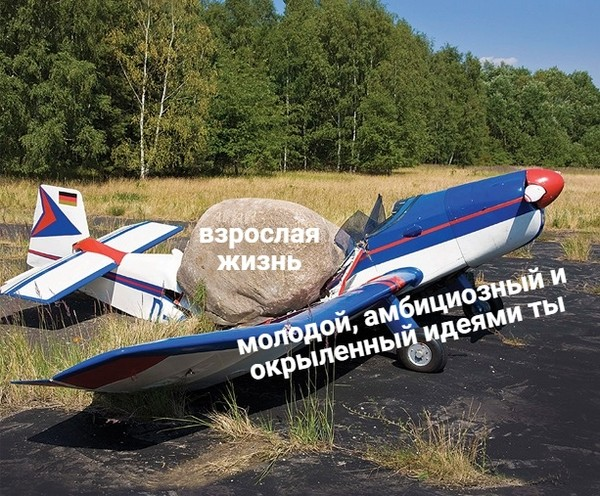 взрослая
жизнь
молодой, амбициозный и
окрыленный идеями ты